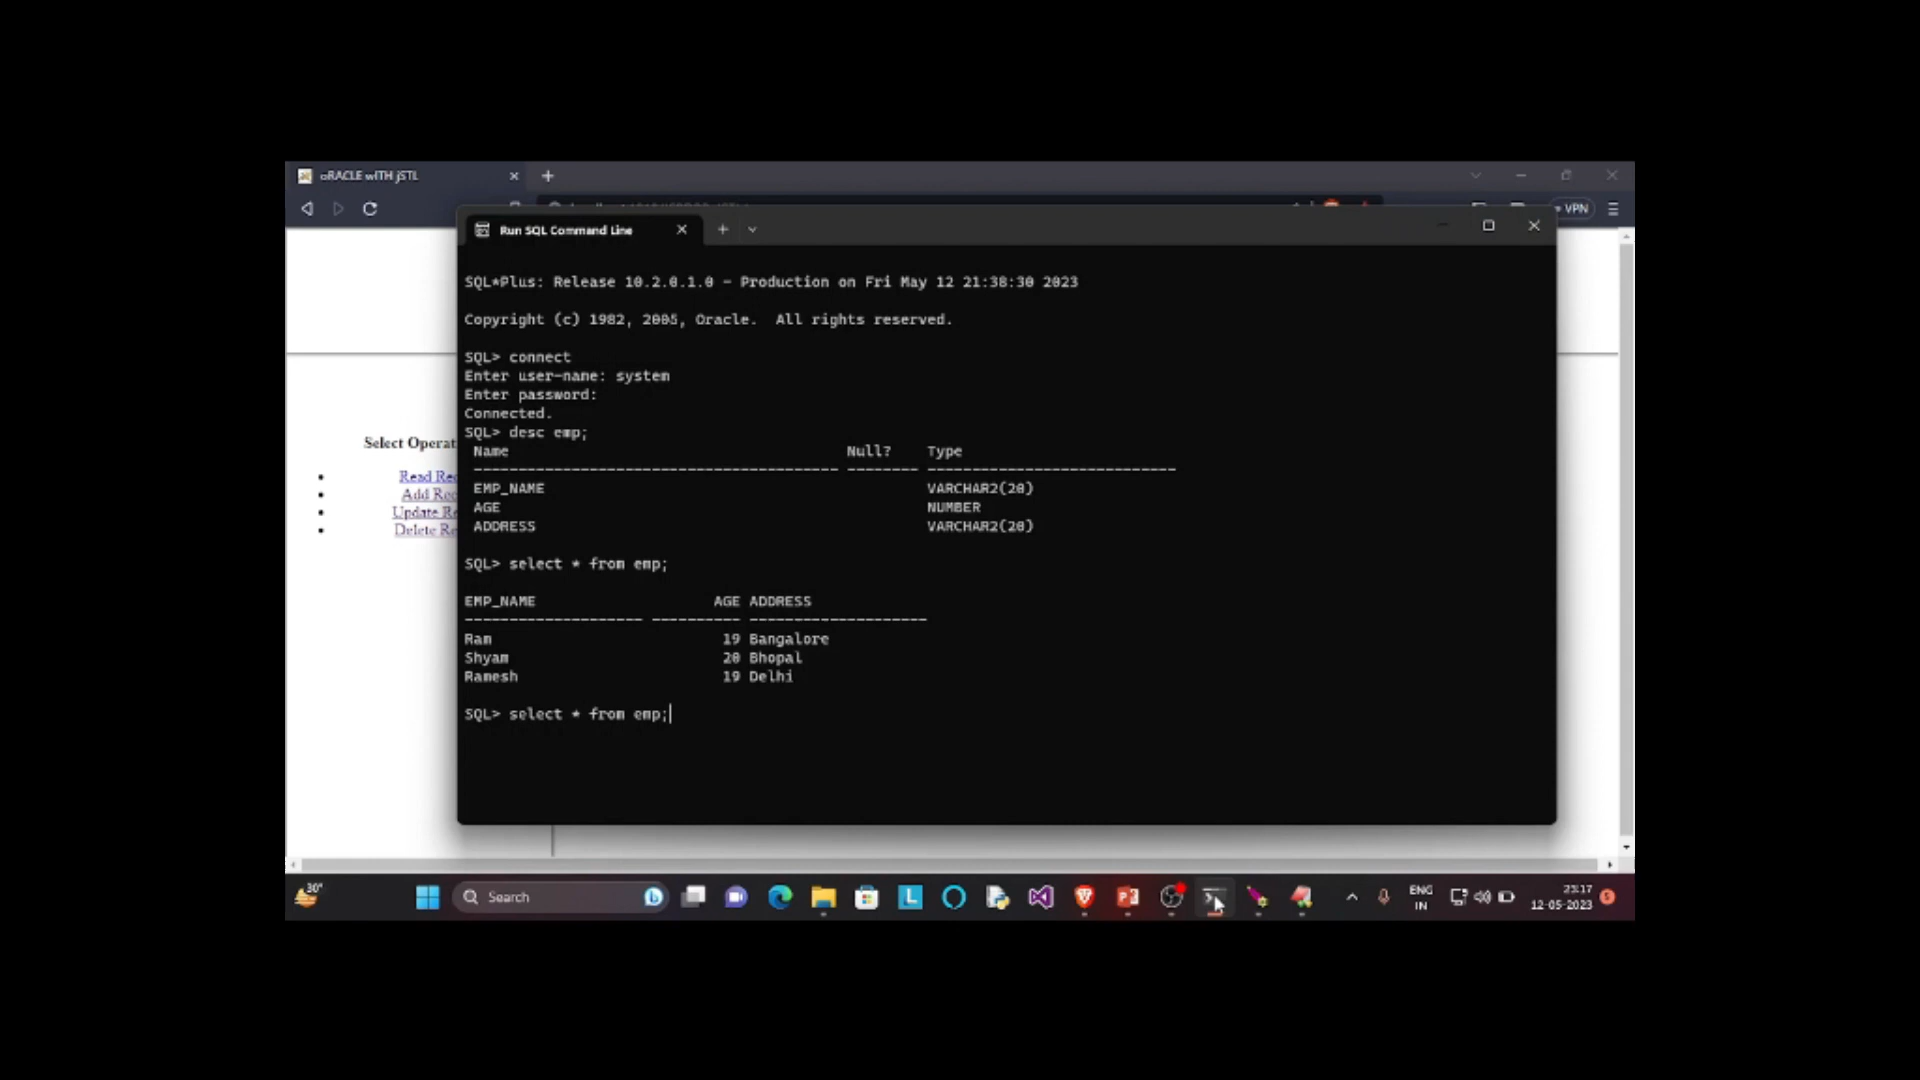 oRACLE wITH jSTL
VPN
Run SQL Command Line
SQL*Plus: Release 10.2.0.1.0 - Production on Fri May 12 21:38:30 2023
Copyright (c) 1982, 2005, Oracle.  All rights reserved.
SQL> connect
Enter user-name: system
Enter password:
Connected.
SQL> desc emp;
Name Null? Type
EMP_NAME VARCHAR2(20)
AGE NUMBER
ADDRESS VARCHAR2(20)
SQL> select * from emp;
EMP_NAME AGE ADDRESS
Ram 19 Bangalore
Shyam 20 Bhopal
Ramesh 19 Delhi
SQL> select * from emp;
Select Operat
Read Rec
Add Rec
Update Re
Delete Re
30°
Search
ENG
IN
23:17
12-05-2023